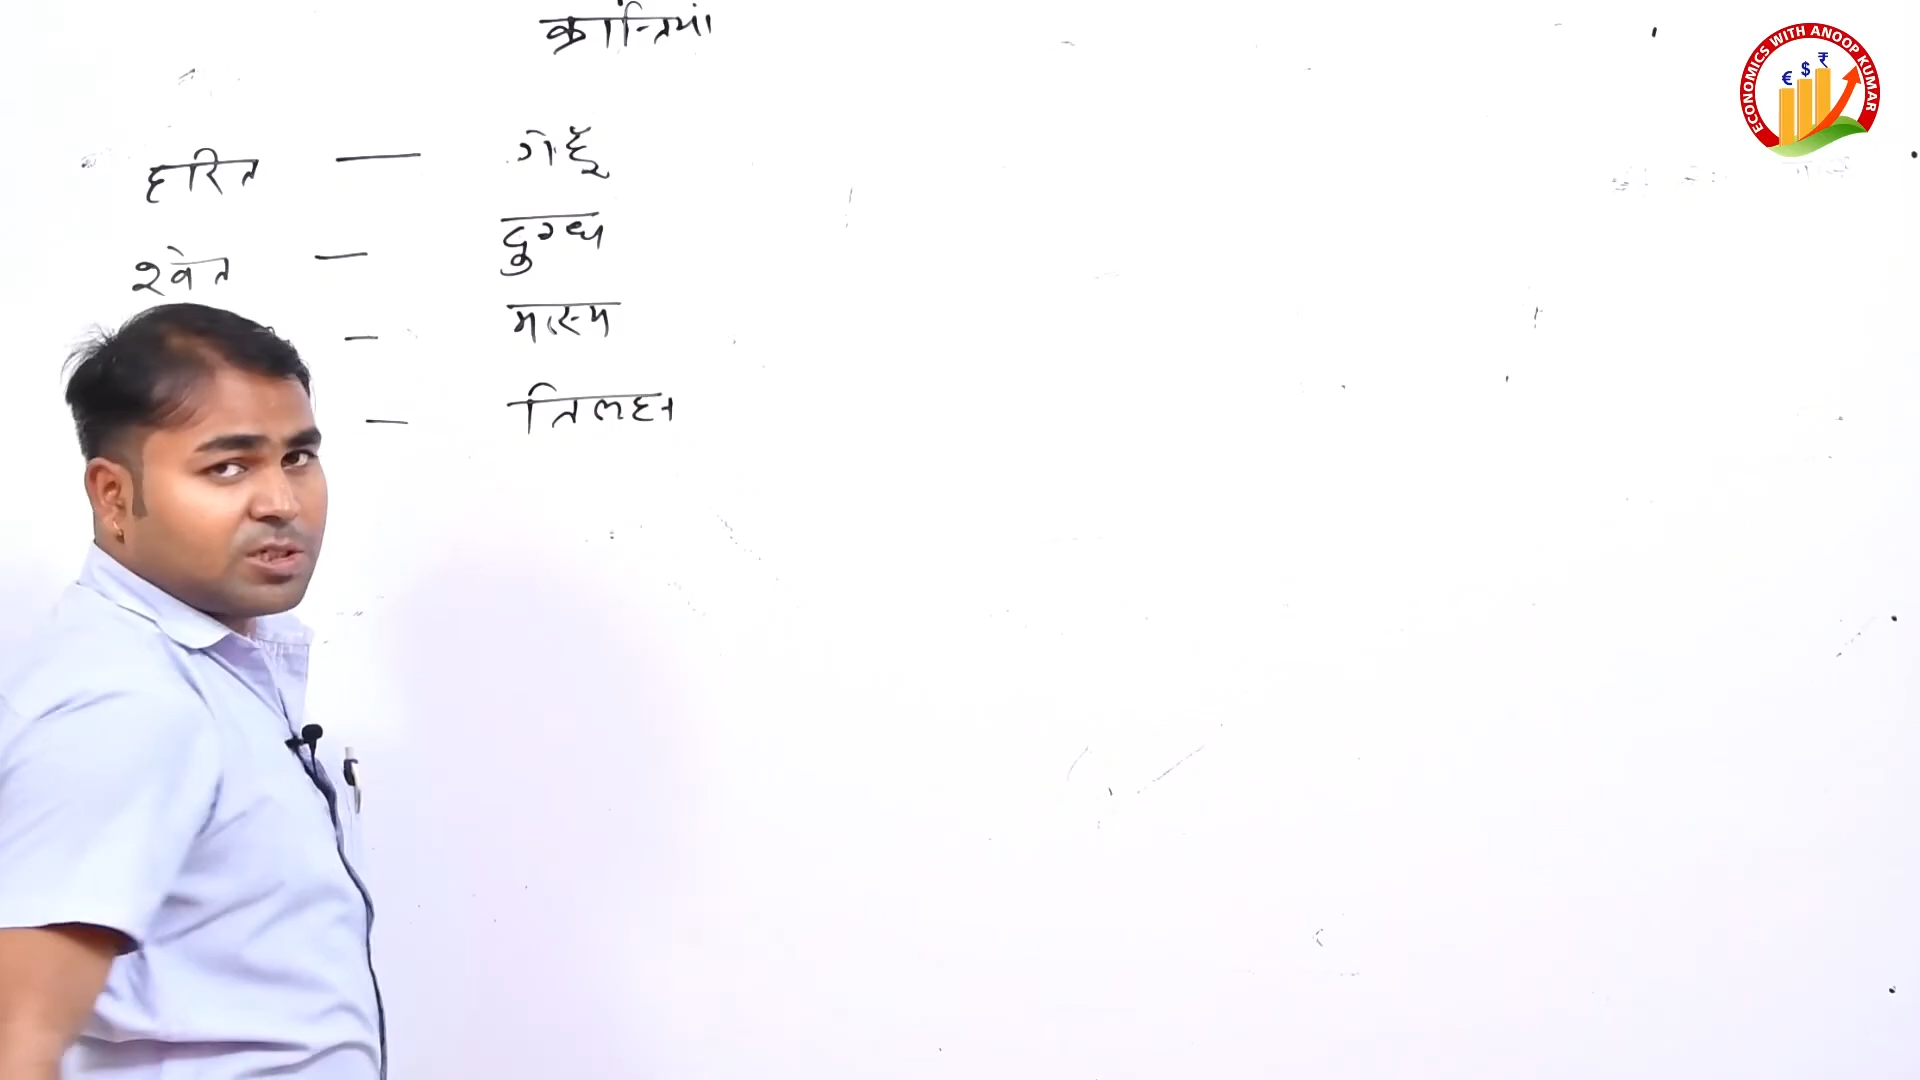 क्रान्तियां
हरित — गेहूँ
श्वेत — दुग्ध
— मत्स्य
— तिलहन
ECONOMICS WITH ANOOP KUMAR
€ $ ₹